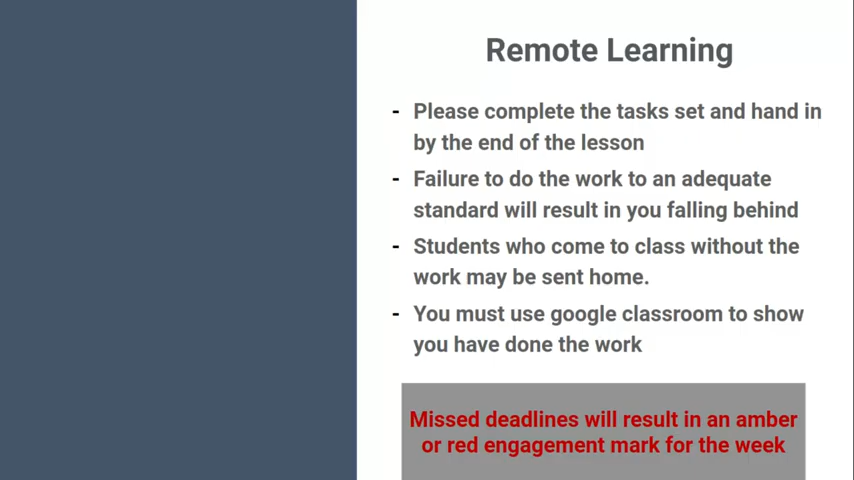 Remote Learning
- Please complete the tasks set and hand in
by the end of the lesson
- Failure to do the work to an adequate
standard will result in you falling behind
- Students who come to class without the
work may be sent home.
- You must use google classroom to show
you have done the work
Missed deadlines will result in an amber
or red engagement mark for the week